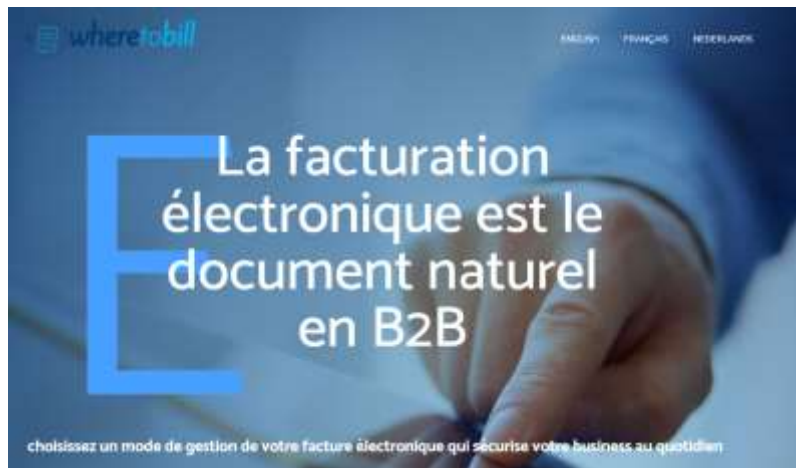 wheretobill
ENGLISH FRANÇAIS NEDERLANDS
E
La facturation
électronique est le
document naturel
en B2B
choisissez un mode de gestion de votre facture électronique qui sécurise votre business au quotidien